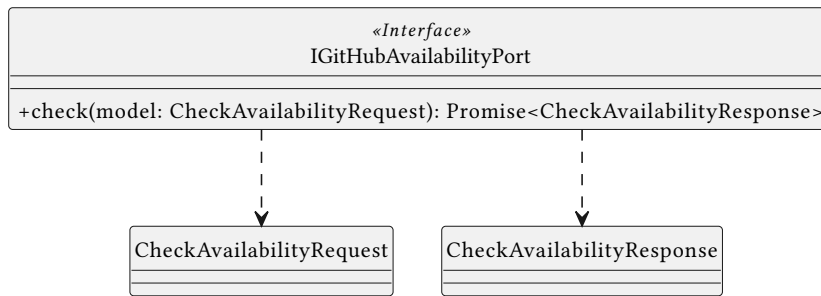 «Interface»
IGitHubAvailabilityPort
+check(model: CheckAvailabilityRequest): Promise<CheckAvailabilityResponse>
CheckAvailabilityRequest
CheckAvailabilityResponse